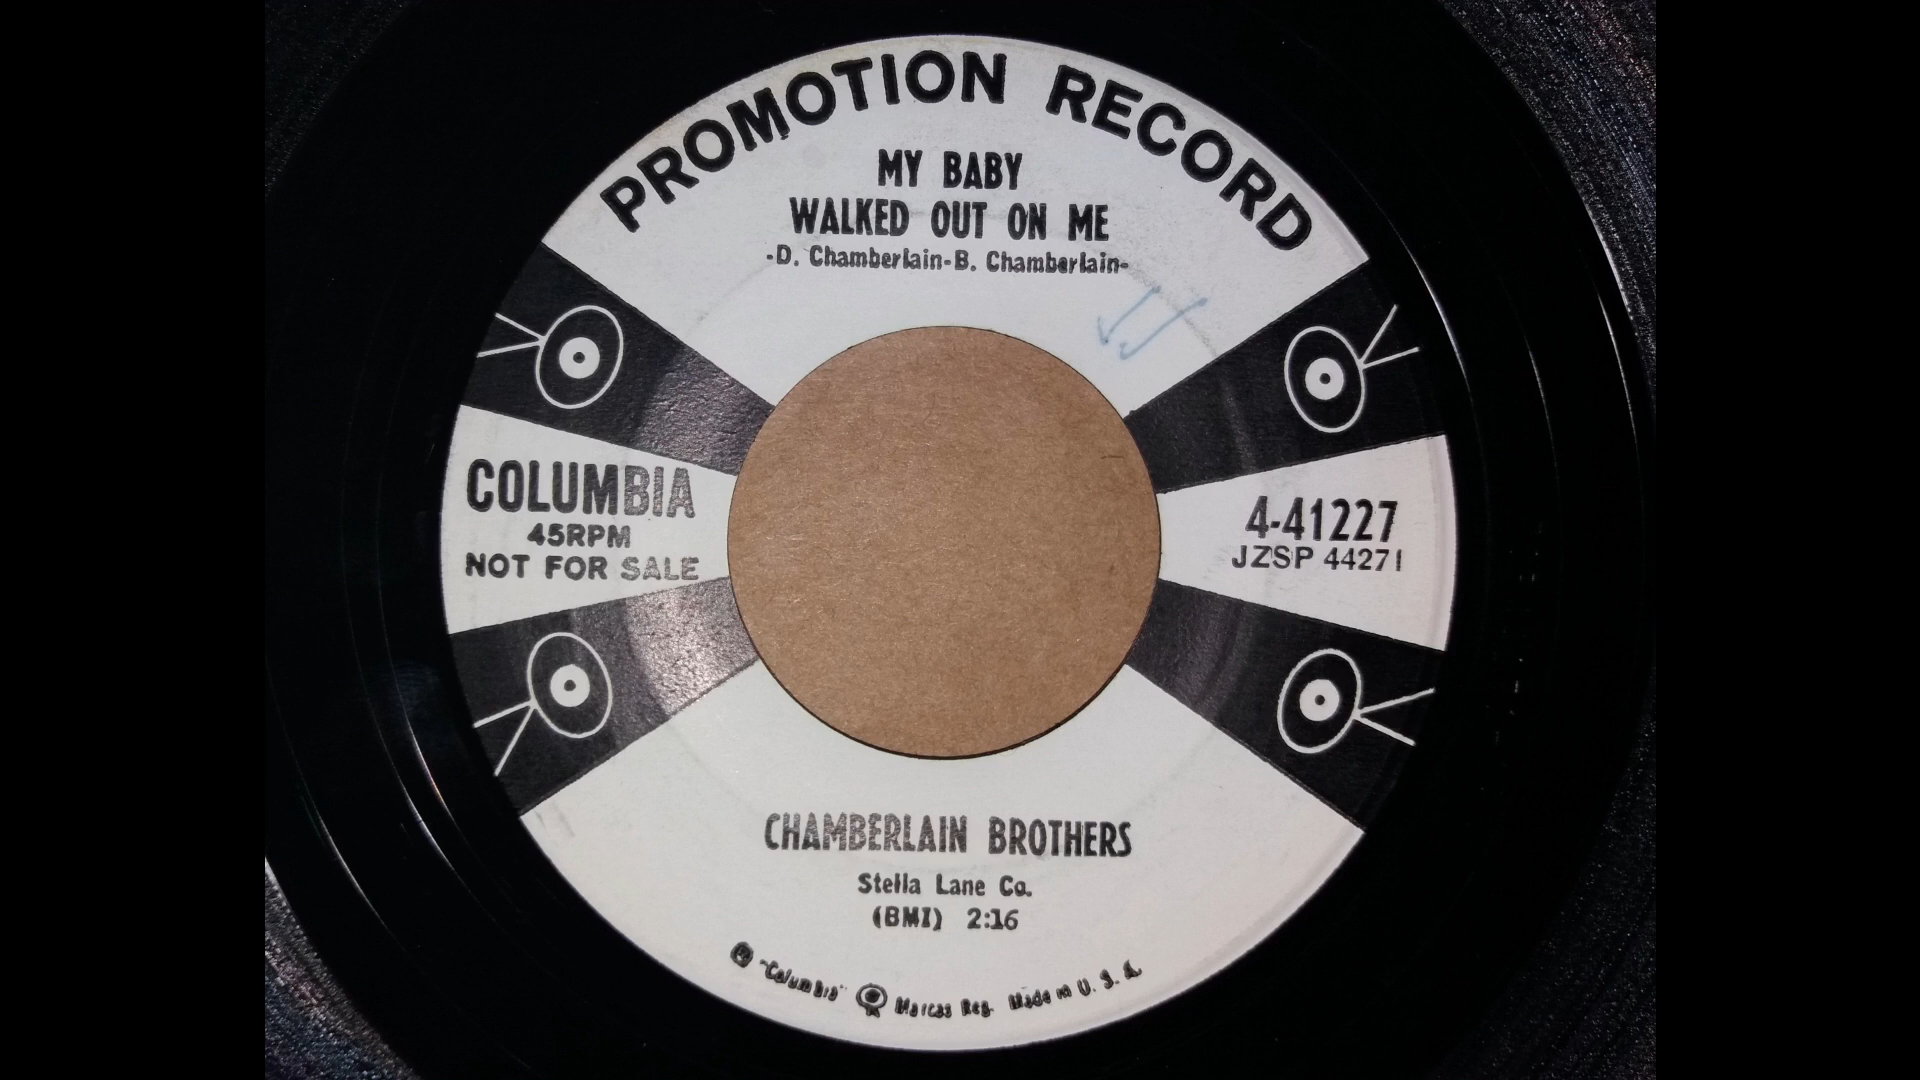 PROMOTION RECORD
MY BABY
WALKED OUT ON ME
-D. Chamberlain-B. Chamberlain-
COLUMBIA
45RPM
NOT FOR SALE
4-41227
JZSP 44271
CHAMBERLAIN BROTHERS
Stella Lane Co.
(BMI) 2:16
"Columbia" Marcas Reg. Made in U. S. A.